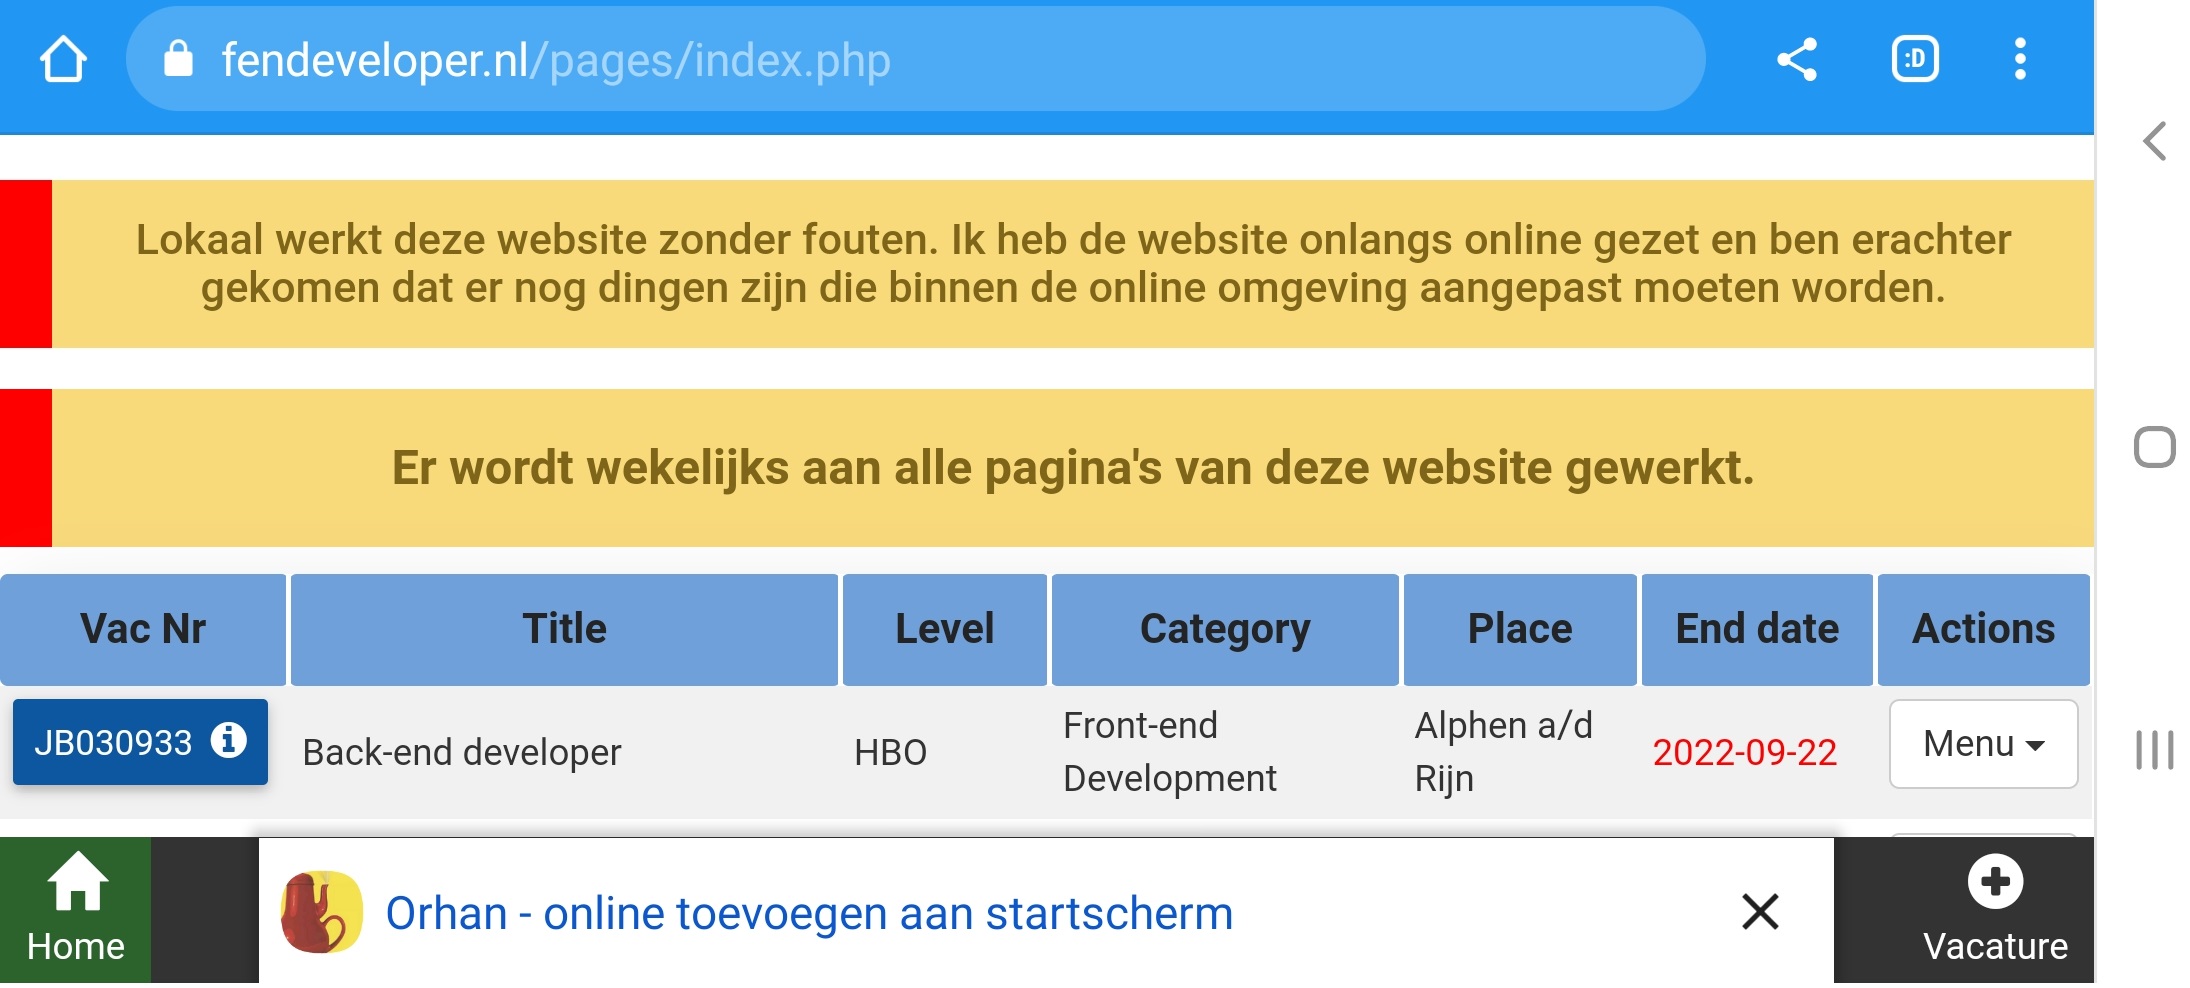 fendeveloper.nl/pages/index.php
:D
Lokaal werkt deze website zonder fouten. Ik heb de website onlangs online gezet en ben erachter
gekomen dat er nog dingen zijn die binnen de online omgeving aangepast moeten worden.
Er wordt wekelijks aan alle pagina's van deze website gewerkt.
Vac Nr Title Level Category Place End date Actions
JB030933 Back-end developer HBO Front-end Alphen a/d 2022-09-22 Menu
Development Rijn
Orhan - online toevoegen aan startscherm
Home Vacature